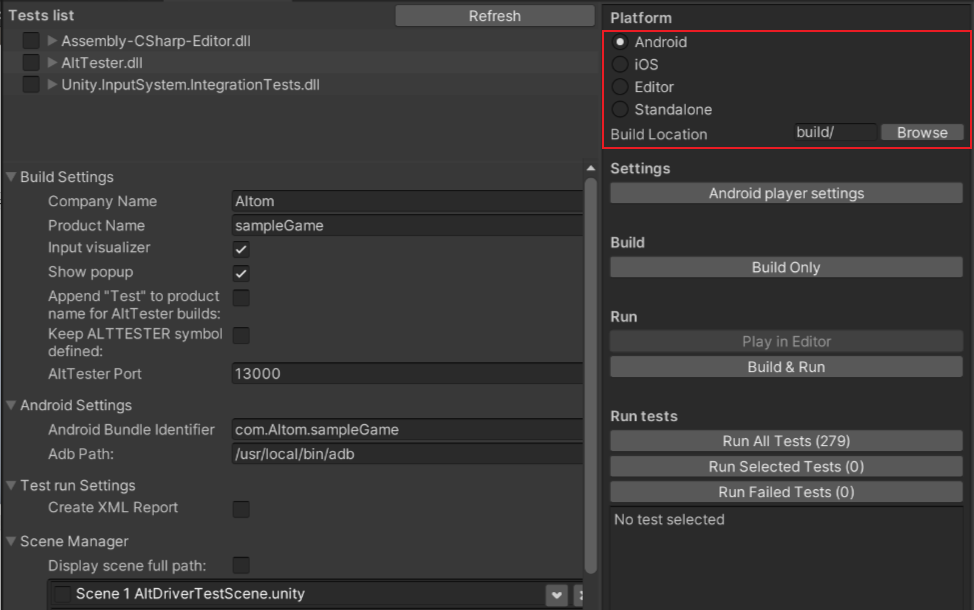 Tests list
Refresh
Assembly-CSharp-Editor.dll
AltTester.dll
Unity.InputSystem.IntegrationTests.dll
Build Settings
Company Name
Altom
Product Name
sampleGame
Input visualizer
Show popup
Append "Test" to product
name for AltTester builds:
Keep ALTTESTER symbol
defined:
AltTester Port
13000
Android Settings
Android Bundle Identifier
com.Altom.sampleGame
Adb Path:
/usr/local/bin/adb
Test run Settings
Create XML Report
Scene Manager
Display scene full path:
Scene 1 AltDriverTestScene.unity
Platform
Android
iOS
Editor
Standalone
Build Location
build/
Browse
Settings
Android player settings
Build
Build Only
Run
Play in Editor
Build & Run
Run tests
Run All Tests (279)
Run Selected Tests (0)
Run Failed Tests (0)
No test selected